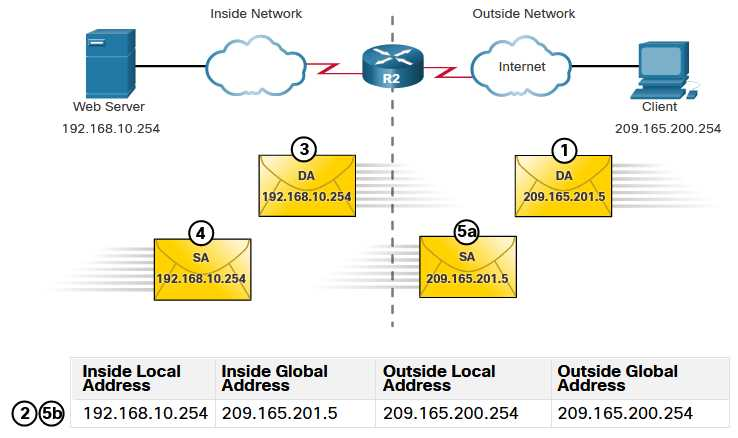 Inside Network
Outside Network
Internet
R2
Web Server
192.168.10.254
Client
209.165.200.254
3
DA
192.168.10.254
1
DA
209.165.201.5
4
SA
192.168.10.254
5a
SA
209.165.201.5
Inside Local Address
Inside Global Address
Outside Local Address
Outside Global Address
2 5b 192.168.10.254 209.165.201.5 209.165.200.254 209.165.200.254